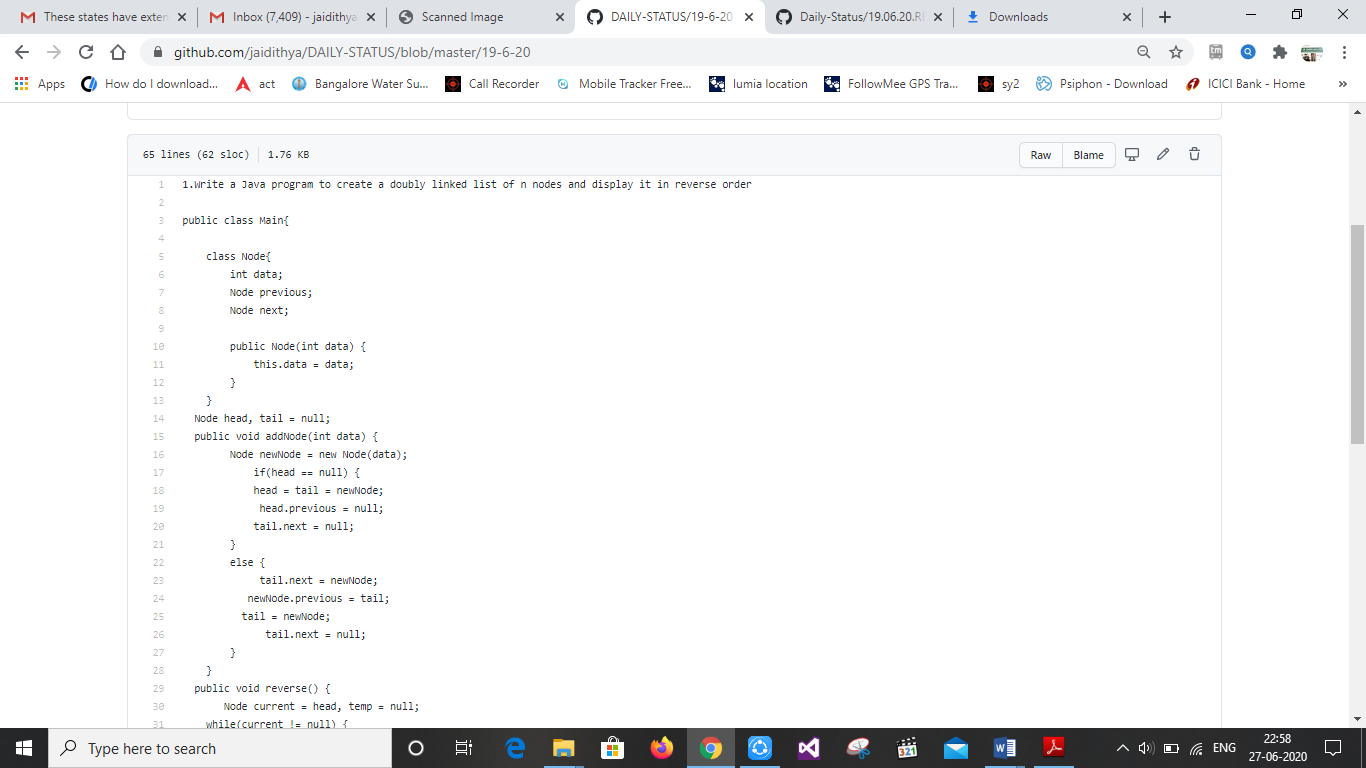 These states have exten
Inbox (7,409) - jaidithya
Scanned Image
DAILY-STATUS/19-6-20
Daily-Status/19.06.20.RE
Downloads
github.com/jaidithya/DAILY-STATUS/blob/master/19-6-20
Apps
How do I download...
act
Bangalore Water Su...
Call Recorder
Mobile Tracker Free...
lumia location
FollowMee GPS Tra...
sy2
Psiphon - Download
ICICI Bank - Home
»
65 lines (62 sloc) 1.76 KB
Raw
Blame
1 1.Write a Java program to create a doubly linked list of n nodes and display it in reverse order
2
3 public class Main{
4
5 class Node{
6 int data;
7 Node previous;
8 Node next;
9
10 public Node(int data) {
11 this.data = data;
12 }
13 }
14 Node head, tail = null;
15 public void addNode(int data) {
16 Node newNode = new Node(data);
17 if(head == null) {
18 head = tail = newNode;
19 head.previous = null;
20 tail.next = null;
21 }
22 else {
23 tail.next = newNode;
24 newNode.previous = tail;
25 tail = newNode;
26 tail.next = null;
27 }
28 }
29 public void reverse() {
30 Node current = head, temp = null;
31 while(current != null) {
Type here to search
321
ENG
22:58
27-06-2020